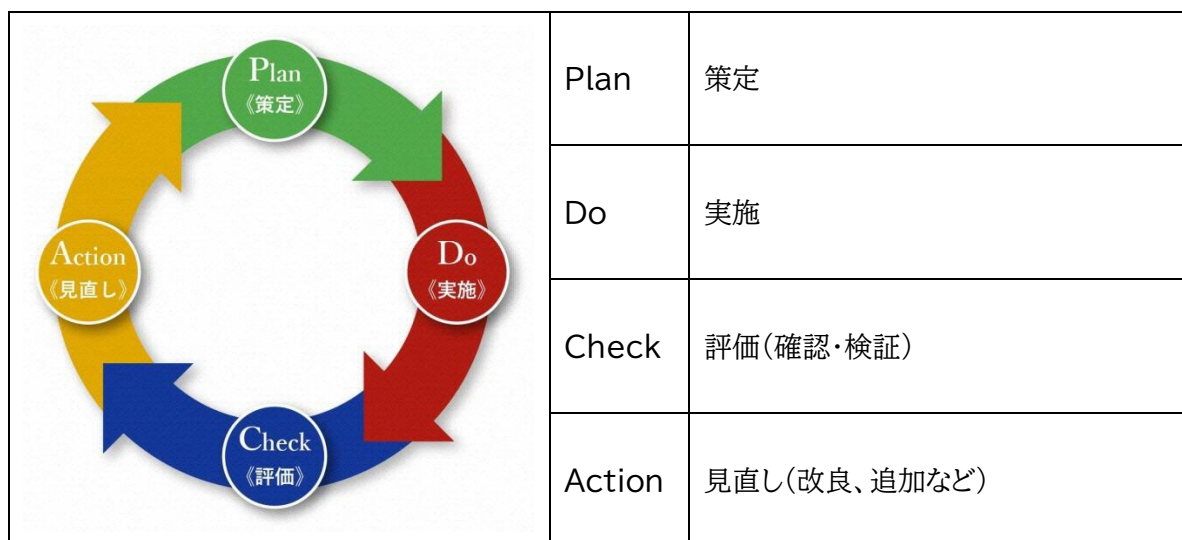 Plan
《策定》
Action
《見直し》
Do
《実施》
Check
《評価》
Plan 策定
Do 実施
Check 評価(確認・検証)
Action 見直し(改良、追加など)